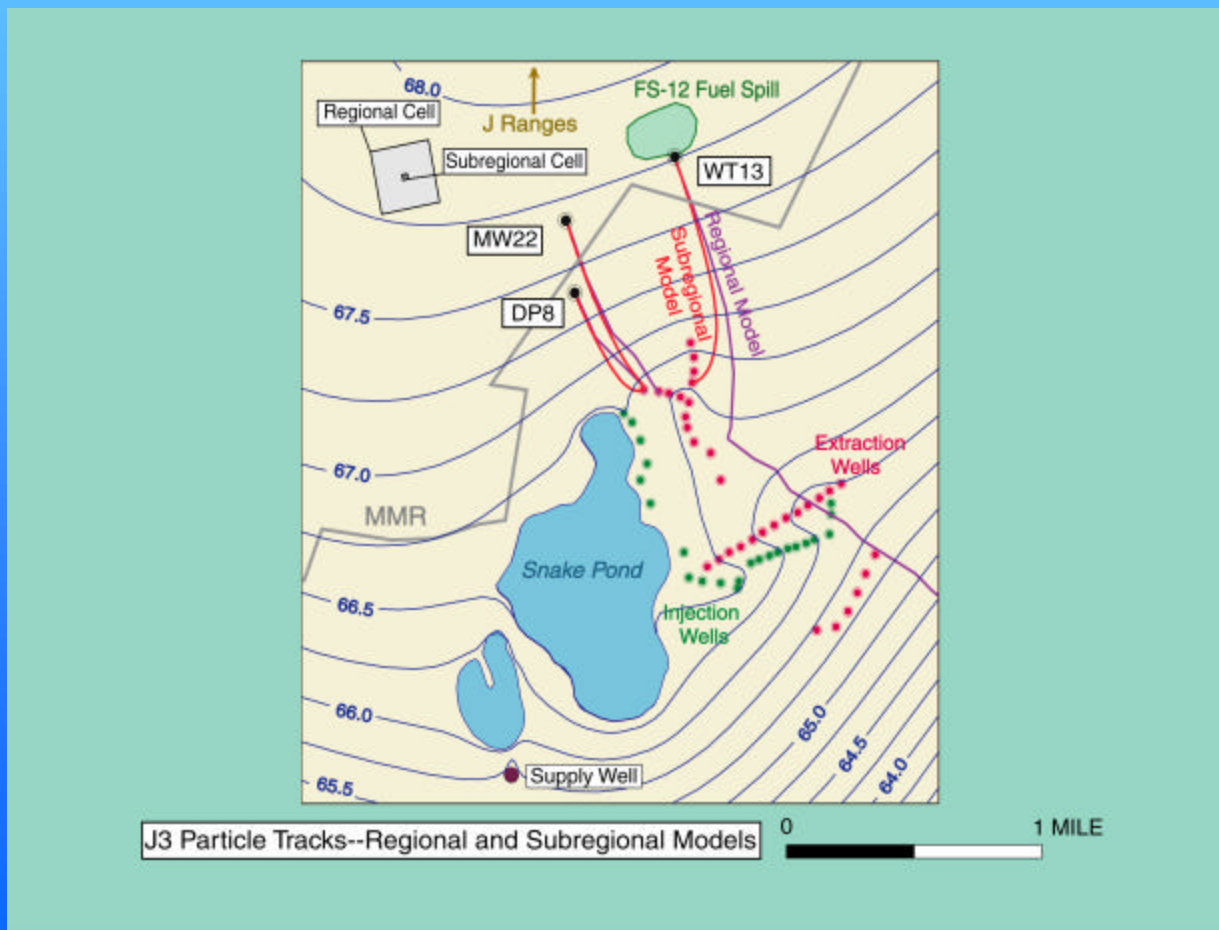 68.0
FS-12 Fuel Spill
Regional Cell
J Ranges
Subregional Cell
WT13
MW22
Subregional
Model
Regional Model
DP8
67.5
Extraction
Wells
67.0
MMR
Snake Pond
66.5
Injection
Wells
66.0
65.0
64.5
64.0
65.5
Supply Well
J3 Particle Tracks--Regional and Subregional Models
0
1 MILE